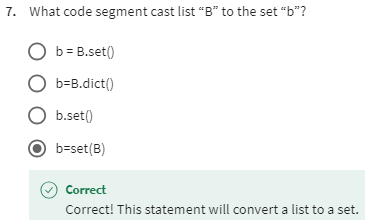 7. What code segment cast list “B” to the set “b”?
b = B.set()
b=B.dict()
b.set()
b=set(B)
Correct
Correct! This statement will convert a list to a set.